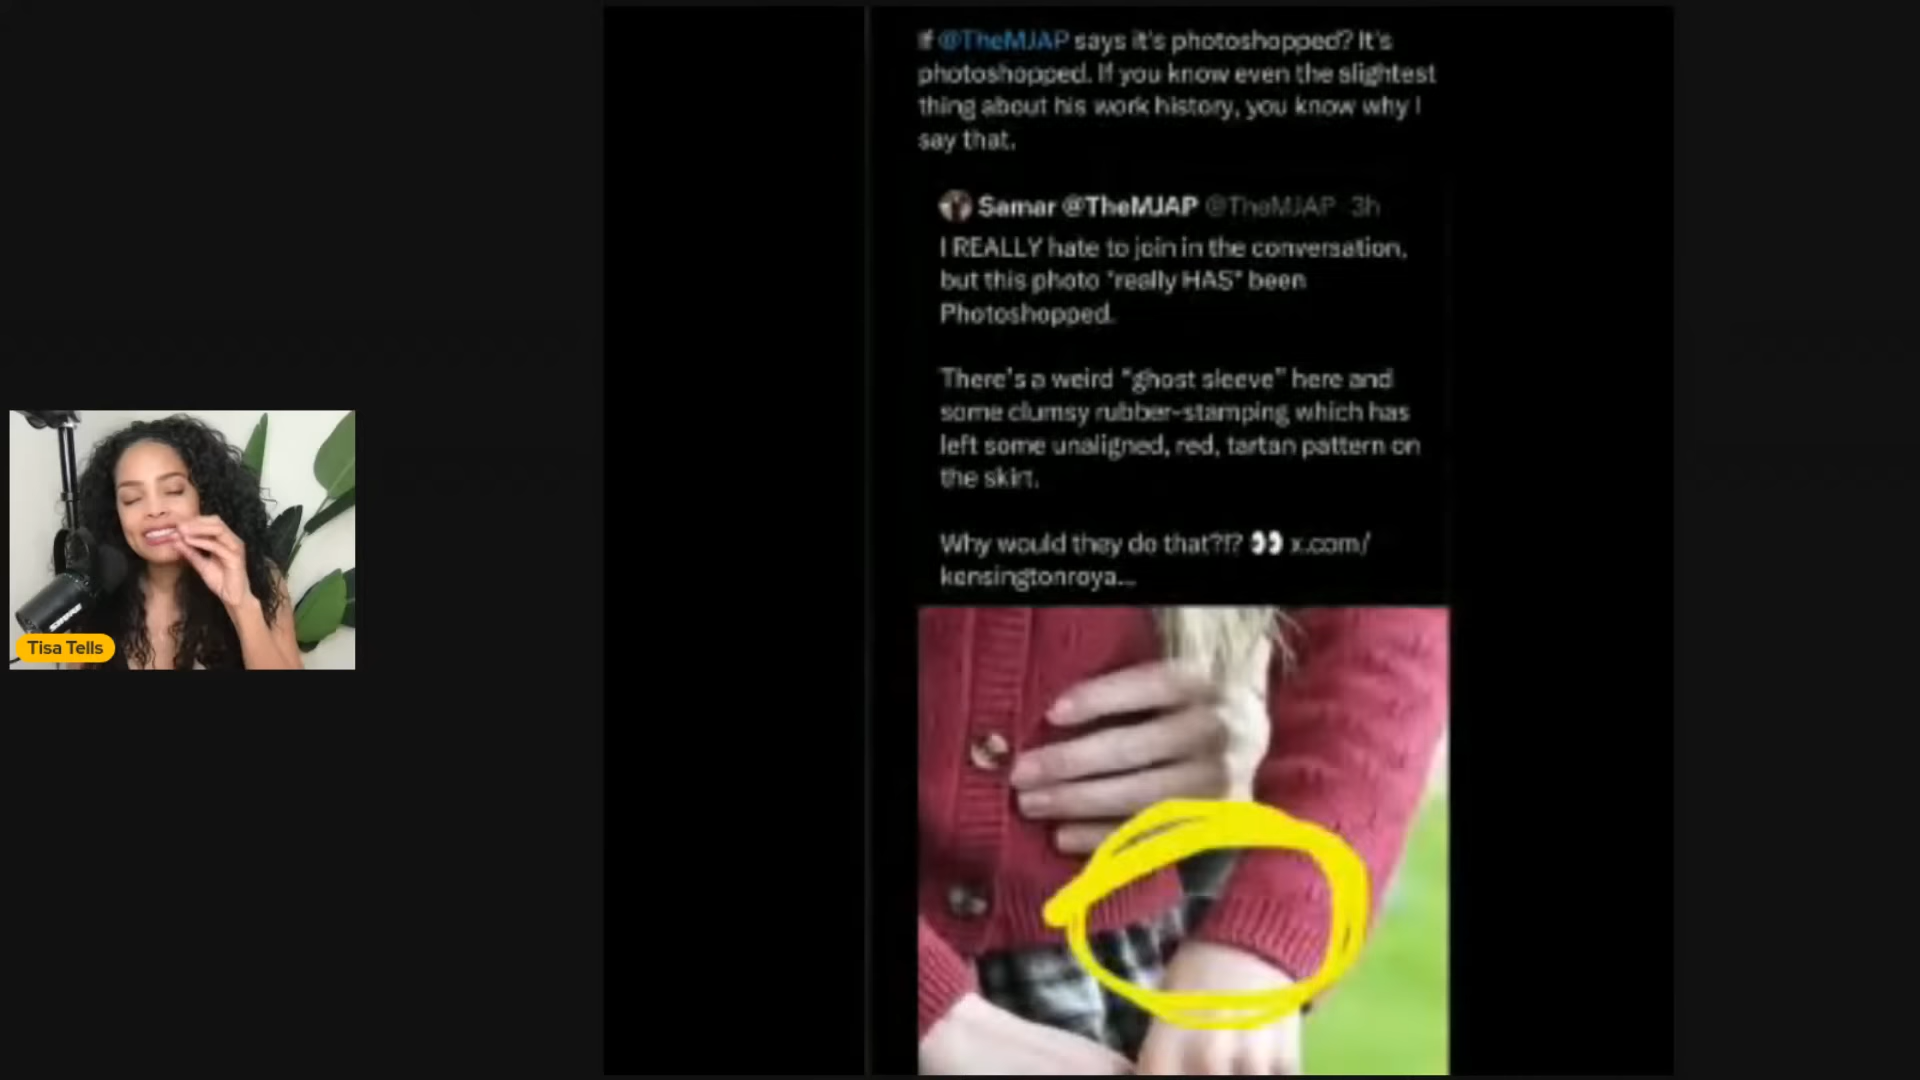 If @TheMJAP says it's photoshopped? It's
photoshopped. If you know even the slightest
thing about his work history, you know why I
say that.
Samar @TheMJAP @TheMJAP · 3h
I REALLY hate to join in the conversation,
but this photo *really HAS* been
Photoshopped.
There's a weird “ghost sleeve” here and
some clumsy rubber-stamping which has
left some unaligned, red, tartan pattern on
the skirt.
Why would they do that?!? 👀 x.com/
kensingtonroya...
SHURE
Tisa Tells